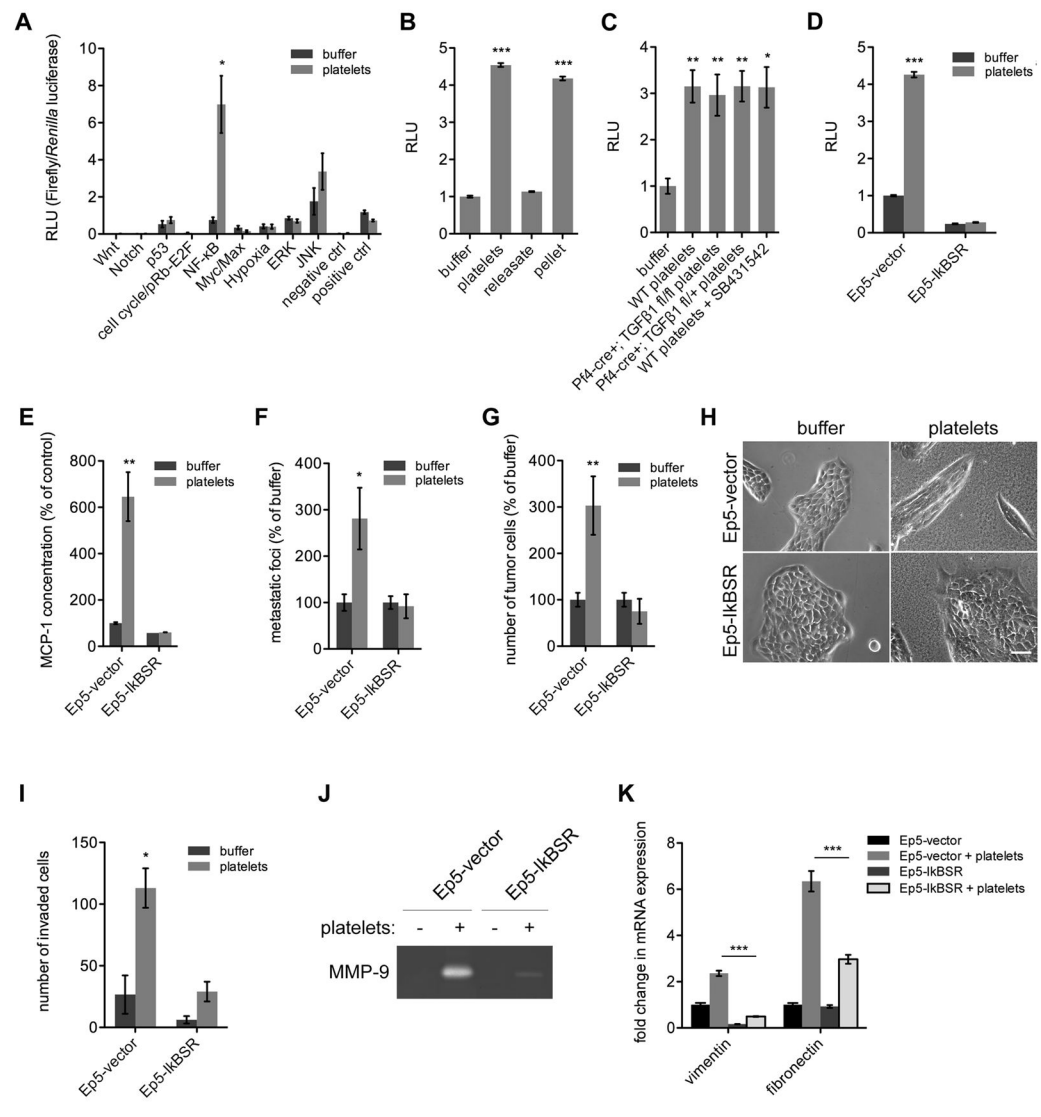 A
RLU (Firefly/Renilla luciferase)
10
8
6
4
2
0
buffer
platelets
*
Wnt
Notch
p53
cell cycle/pRb-E2F
NF-κB
Myc/Max
Hypoxia
ERK
JNK
negative ctrl
positive ctrl
B
RLU
5
4
3
2
1
0
***
***
buffer
platelets
releasate
pellet
C
RLU
4
3
2
1
0
**
**
**
*
buffer
WT platelets
Pf4-cre+; TGFβ1 fl/fl platelets
Pf4-cre+; TGFβ1 fl/+ platelets
WT platelets + SB431542
D
RLU
5
4
3
2
1
0
buffer
platelets
***
Ep5-vector
Ep5-IkBSR
E
MCP-1 concentration (% of control)
800
600
400
200
0
buffer
platelets
**
Ep5-vector
Ep5-IkBSR
F
metastatic foci (% of buffer)
400
300
200
100
0
buffer
platelets
*
Ep5-vector
Ep5-IkBSR
G
number of tumor cells (% of buffer)
400
300
200
100
0
buffer
platelets
**
Ep5-vector
Ep5-IkBSR
H
buffer
platelets
Ep5-vector
Ep5-IkBSR
I
number of invaded cells
150
100
50
0
buffer
platelets
*
Ep5-vector
Ep5-IkBSR
J
Ep5-vector
Ep5-IkBSR
platelets: - + - +
MMP-9
K
fold change in mRNA expression
8
6
4
2
0
Ep5-vector
Ep5-vector + platelets
Ep5-IkBSR
Ep5-IkBSR + platelets
***
***
vimentin
fibronectin